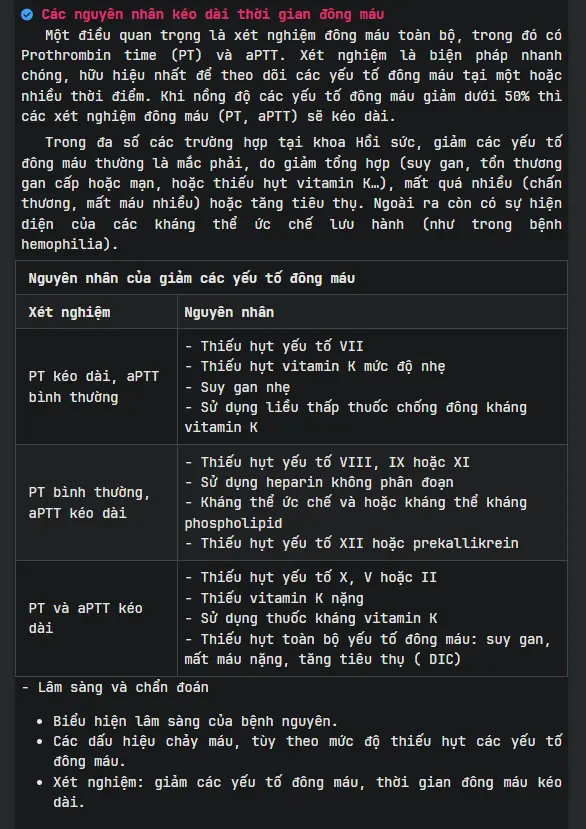 Các nguyên nhân kéo dài thời gian đông máu
Một điều quan trọng là xét nghiệm đông máu toàn bộ, trong đó có
Prothrombin time (PT) và aPTT. Xét nghiệm là biện pháp nhanh
chóng, hữu hiệu nhất để theo dõi các yếu tố đông máu tại một hoặc
nhiều thời điểm. Khi nồng độ các yếu tố đông máu giảm dưới 50% thì
các xét nghiệm đông máu (PT, aPTT) sẽ kéo dài.
Trong đa số các trường hợp tại khoa Hồi sức, giảm các yếu tố
đông máu thường là mắc phải, do giảm tổng hợp (suy gan, tổn thương
gan cấp hoặc mạn, hoặc thiếu hụt vitamin K…), mất quá nhiều (chấn
thương, mất máu nhiều) hoặc tăng tiêu thụ. Ngoài ra còn có sự hiện
diện của các kháng thể ức chế lưu hành (như trong bệnh
hemophilia).
Nguyên nhân của giảm các yếu tố đông máu
Xét nghiệm
Nguyên nhân
PT kéo dài, aPTT
bình thường
- Thiếu hụt yếu tố VII
- Thiếu hụt vitamin K mức độ nhẹ
- Suy gan nhẹ
- Sử dụng liều thấp thuốc chống đông kháng
vitamin K
PT bình thường,
aPTT kéo dài
- Thiếu hụt yếu tố VIII, IX hoặc XI
- Sử dụng heparin không phân đoạn
- Kháng thể ức chế và hoặc kháng thể kháng
phospholipid
- Thiếu hụt yếu tố XII hoặc prekallikrein
PT và aPTT kéo
dài
- Thiếu hụt yếu tố X, V hoặc II
- Thiếu vitamin K nặng
- Sử dụng thuốc kháng vitamin K
- Thiếu hụt toàn bộ yếu tố đông máu: suy gan,
mất máu nặng, tăng tiêu thụ ( DIC)
- Lâm sàng và chẩn đoán
• Biểu hiện lâm sàng của bệnh nguyên.
• Các dấu hiệu chảy máu, tùy theo mức độ thiếu hụt các yếu tố
đông máu.
• Xét nghiệm: giảm các yếu tố đông máu, thời gian đông máu kéo
dài.